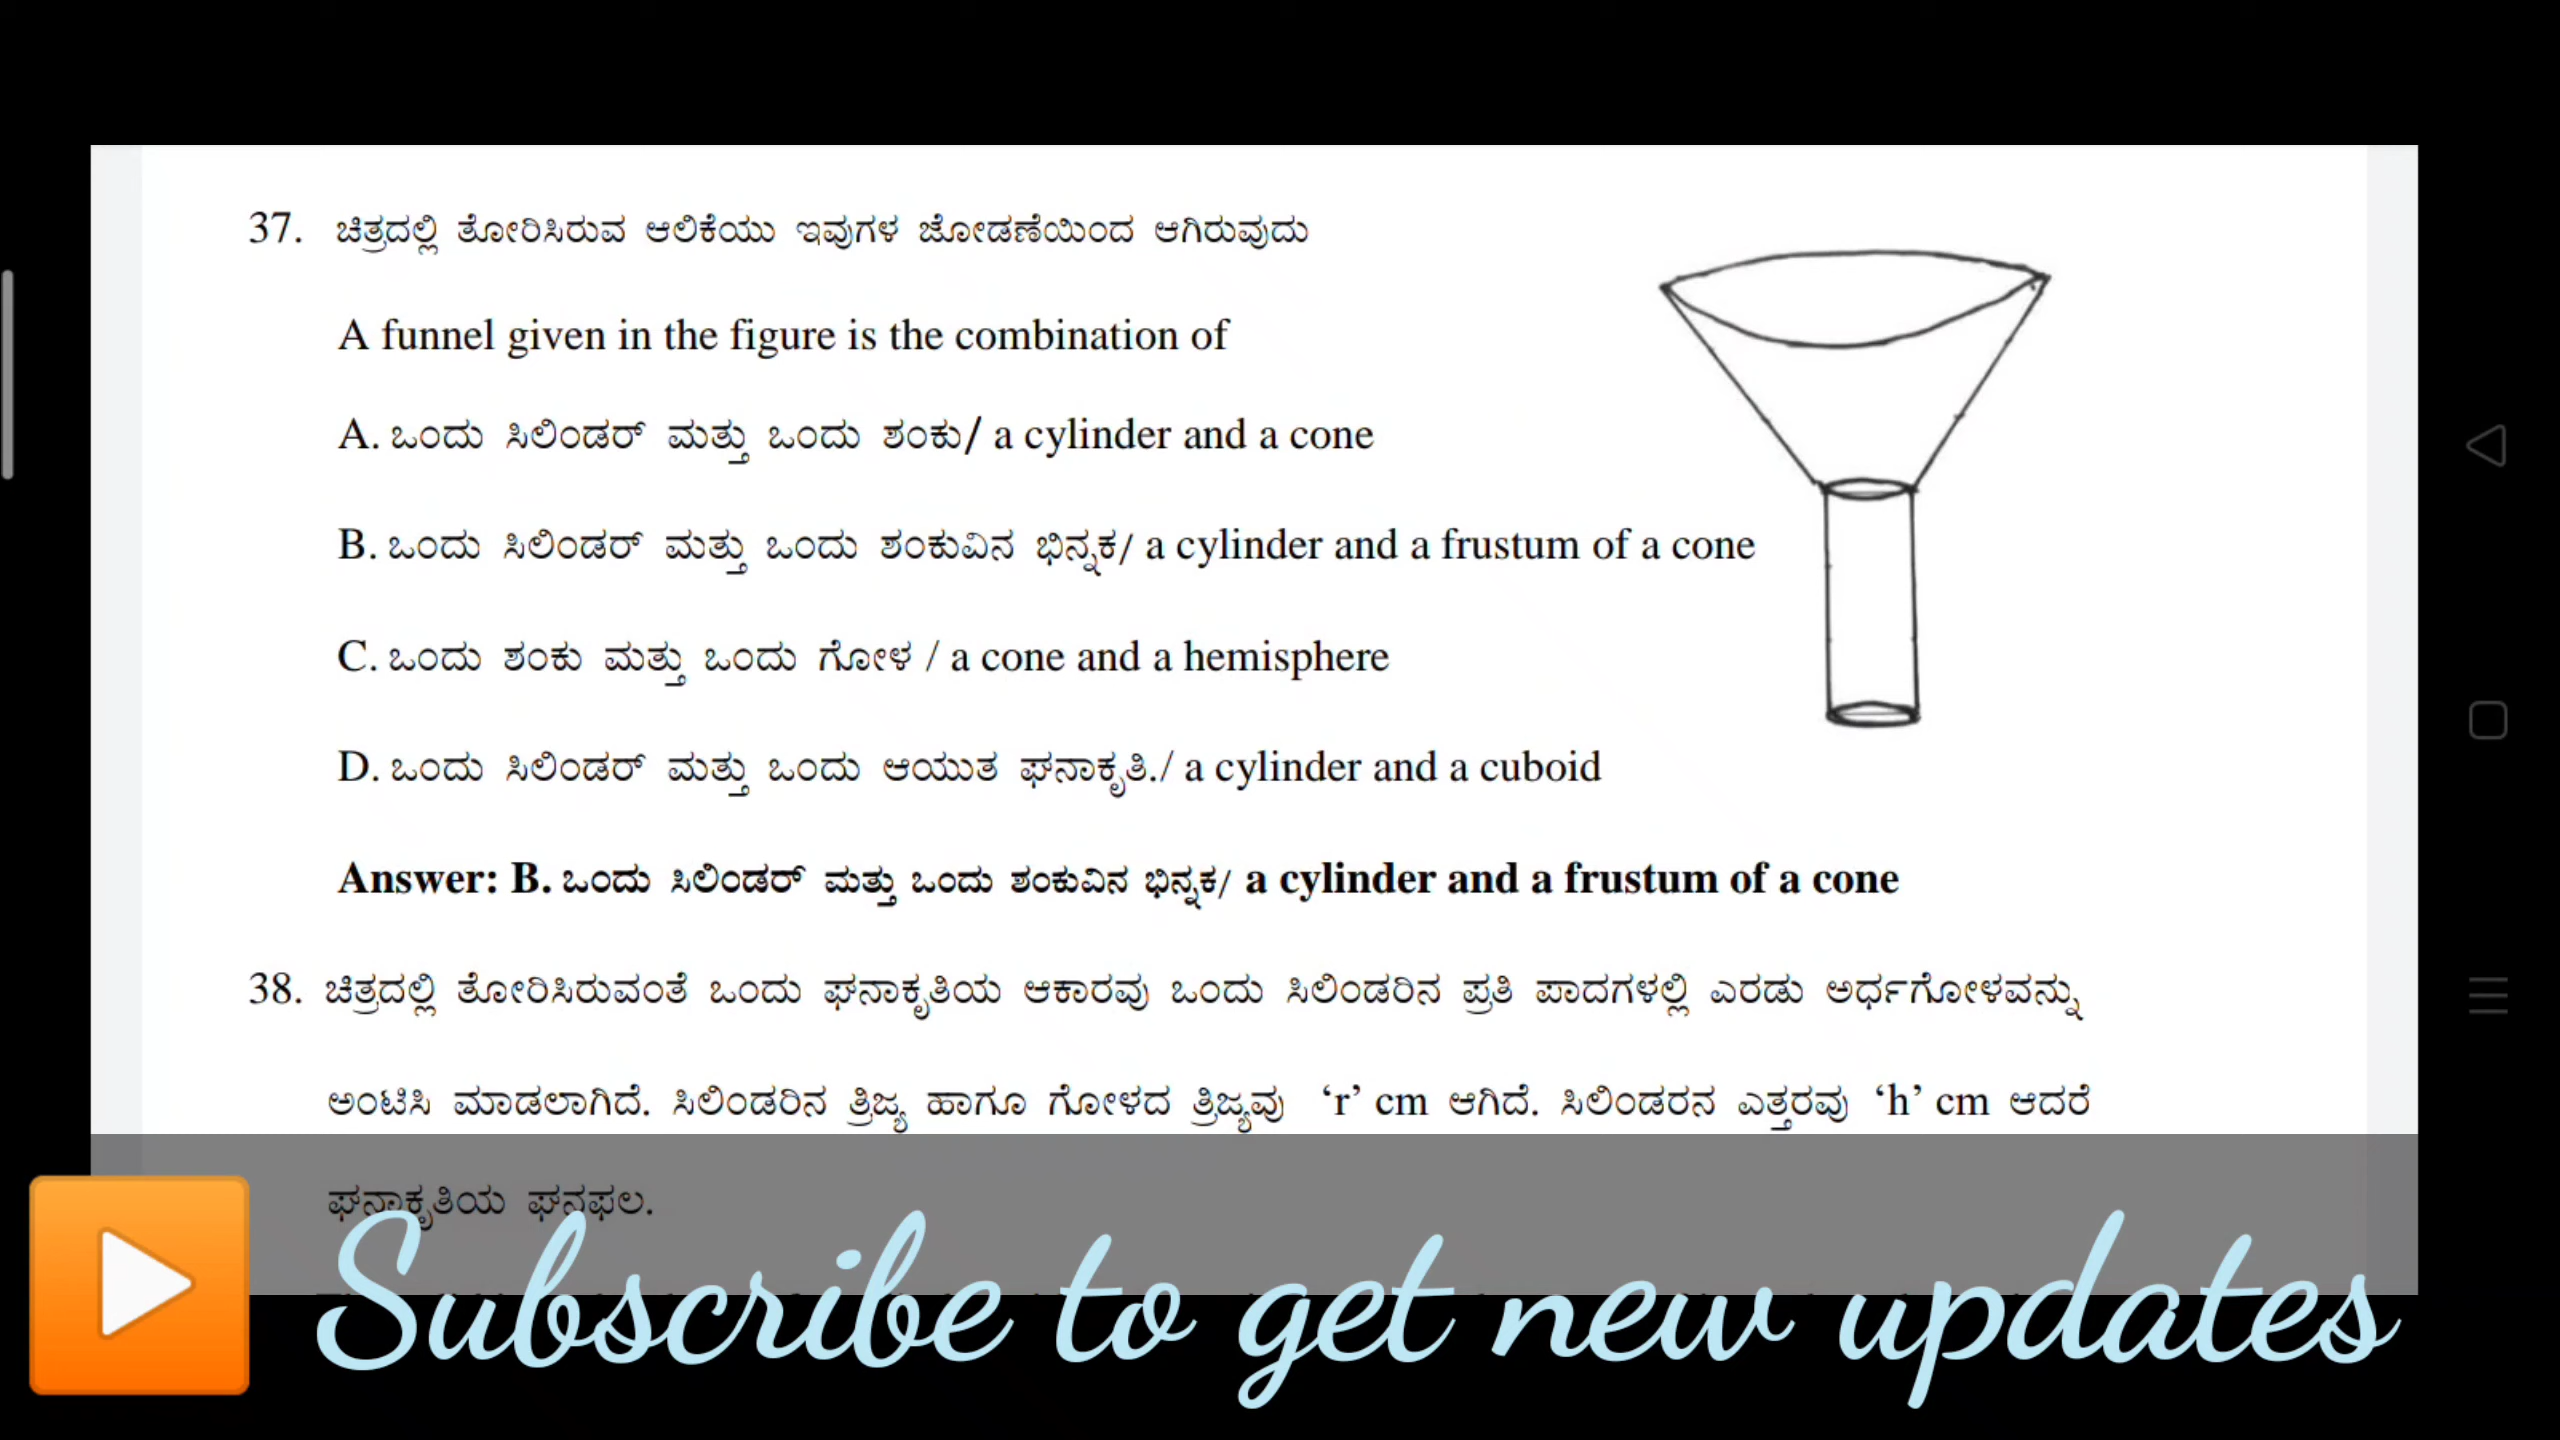 37. ಚಿತ್ರದಲ್ಲಿ ತೋರಿಸಿರುವ ಆಲಿಕೆಯು ಇವುಗಳ ಜೋಡಣೆಯಿಂದ ಆಗಿರುವುದು
A funnel given in the figure is the combination of
A. ಒಂದು ಸಿಲಿಂಡರ್ ಮತ್ತು ಒಂದು ಶಂಕು/ a cylinder and a cone
B. ಒಂದು ಸಿಲಿಂಡರ್ ಮತ್ತು ಒಂದು ಶಂಕುವಿನ ಭಿನ್ನಕ/ a cylinder and a frustum of a cone
C. ಒಂದು ಶಂಕು ಮತ್ತು ಒಂದು ಗೋಳ / a cone and a hemisphere
D. ಒಂದು ಸಿಲಿಂಡರ್ ಮತ್ತು ಒಂದು ಆಯುತ ಘನಾಕೃತಿ./ a cylinder and a cuboid
Answer: B. ಒಂದು ಸಿಲಿಂಡರ್ ಮತ್ತು ಒಂದು ಶಂಕುವಿನ ಭಿನ್ನಕ/ a cylinder and a frustum of a cone
38. ಚಿತ್ರದಲ್ಲಿ ತೋರಿಸಿರುವಂತೆ ಒಂದು ಘನಾಕೃತಿಯ ಆಕಾರವು ಒಂದು ಸಿಲಿಂಡರಿನ ಪ್ರತಿ ಪಾದಗಳಲ್ಲಿ ಎರಡು ಅರ್ಧಗೋಳವನ್ನು
ಅಂಟಿಸಿ ಮಾಡಲಾಗಿದೆ. ಸಿಲಿಂಡರಿನ ತ್ರಿಜ್ಯ ಹಾಗೂ ಗೋಳದ ತ್ರಿಜ್ಯವು ‘r’ cm ಆಗಿದೆ. ಸಿಲಿಂಡರನ ಎತ್ತರವು ‘h’ cm ಆದರೆ
ಘನಾಕೃತಿಯ ಘನಫಲ.
Subscribe to get new updates